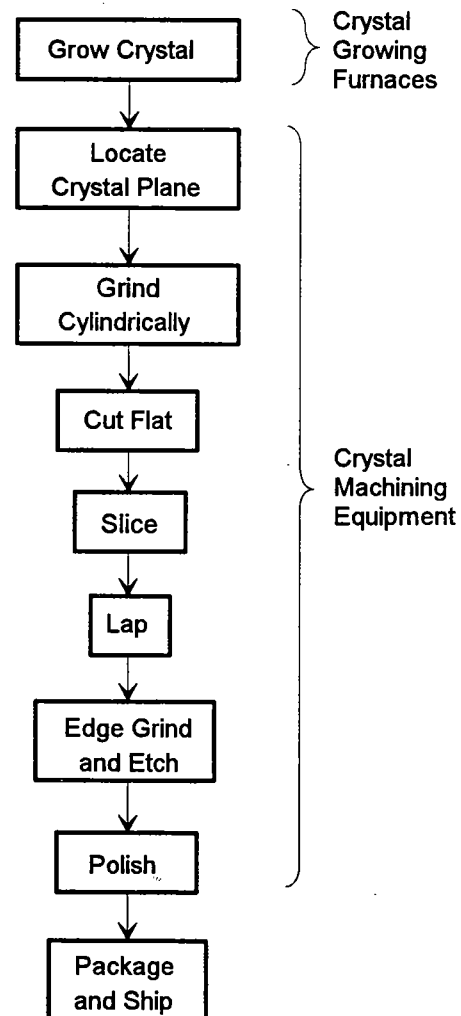 Grow Crystal
Crystal
Growing
Furnaces
Locate
Crystal Plane
Grind
Cylindrically
Cut Flat
Slice
Crystal
Machining
Equipment
Lap
Edge Grind
and Etch
Polish
Package
and Ship